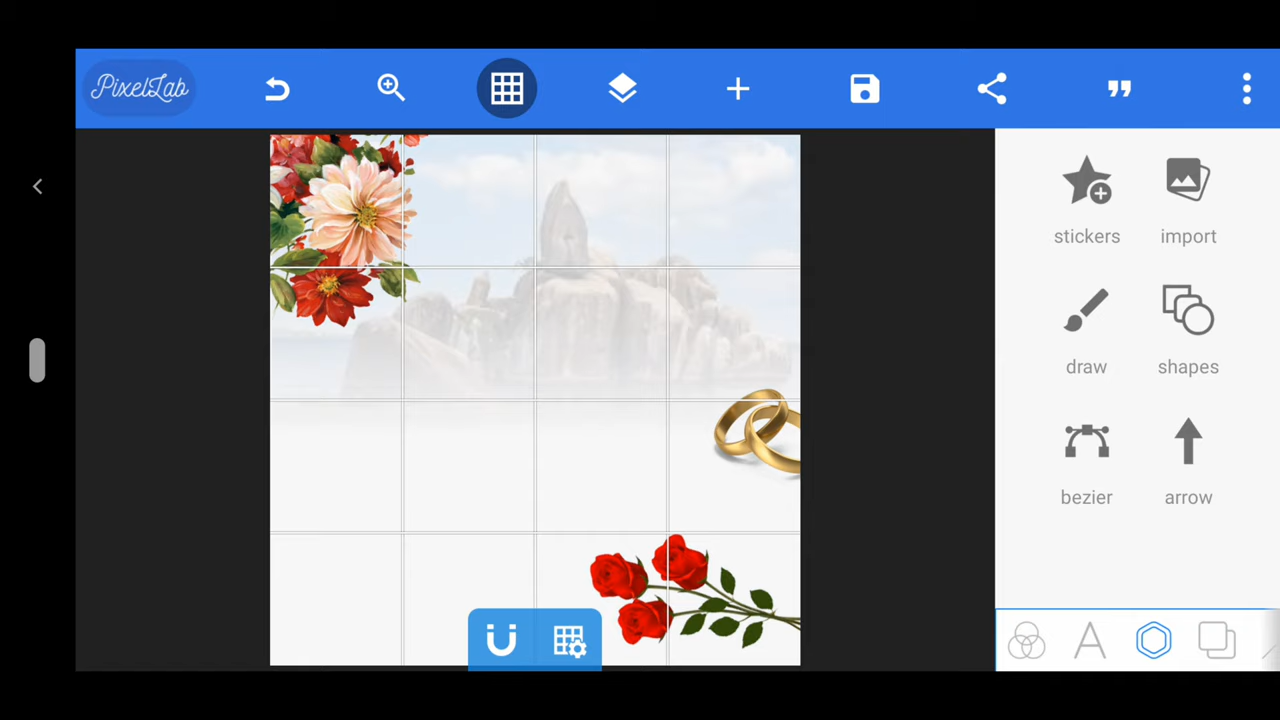 PixelLab
stickers
import
draw
shapes
bezier
arrow